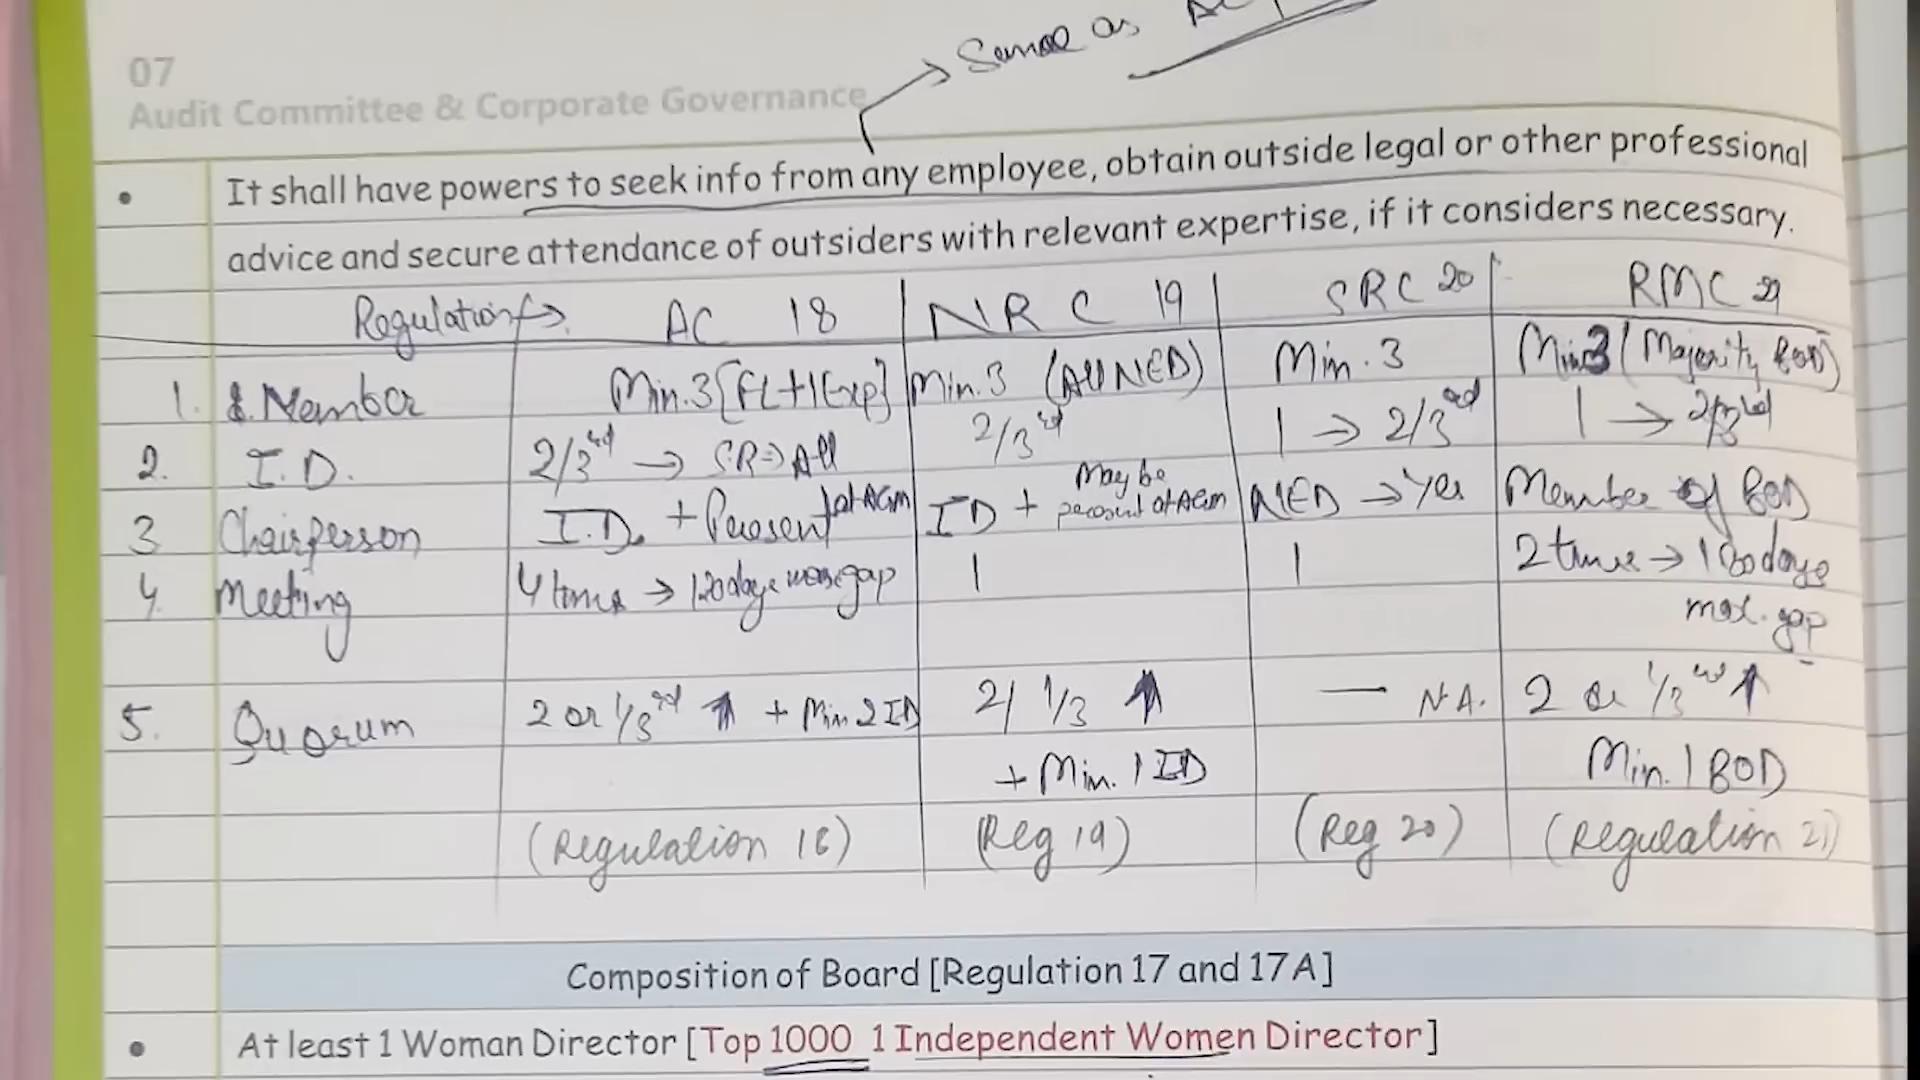 Same as
07
Audit Committee & Corporate Governance
• It shall have powers to seek info from any employee, obtain outside legal or other professional
advice and secure attendance of outsiders with relevant expertise, if it considers necessary.
Regulation → AC 18 NRC 19 SRC 20 RMC 21
1. Member Min.3 [FL+1Exp] Min.3 (All NED) Min. 3 Min 3 (Majority BOD)
2. I.D. 2/3rd → SR → All 2/3rd 1 → 2/3rd 1 → 2/3rd
3 Chairperson I.D. + Present at AGM ID + May be present at AGM NED → Yes Member of BOD
4. Meeting 4 times → 120 days max gap 1 1 2 times → 180 days
max. gap
5. Quorum 2 or 1/3rd ↑ + Min 2 ID 2/ 1/3 ↑ — NA. 2 or 1/3rd ↑
+ Min. 1 ID Min. 1 BOD
(Regulation 18) (Reg 19) (Reg 20) (Regulation 21)
Composition of Board [Regulation 17 and 17A]
• At least 1 Woman Director [Top 1000 1 Independent Women Director]